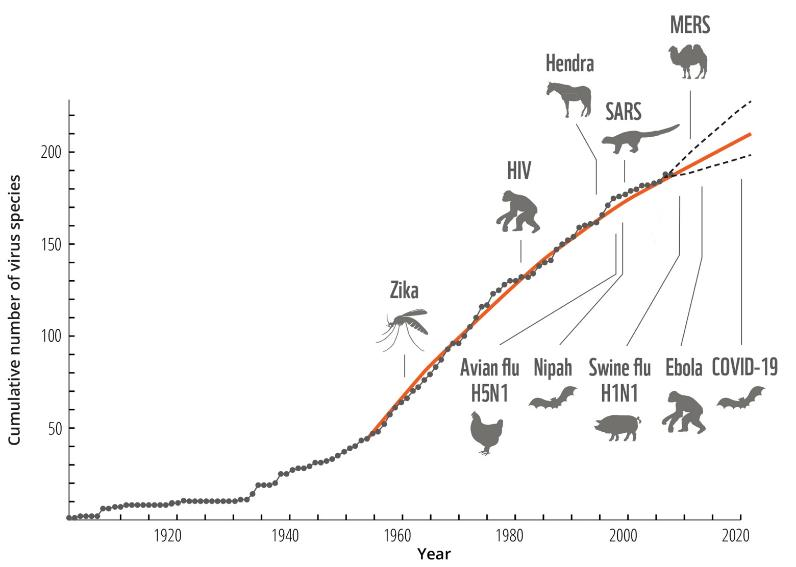 MERS
Hendra
SARS
HIV
Zika
200
150
100
50
Cumulative number of virus species
Avian flu
H5N1
Nipah
Swine flu
H1N1
Ebola
COVID-19
1920
1940
1960
1980
2000
2020
Year